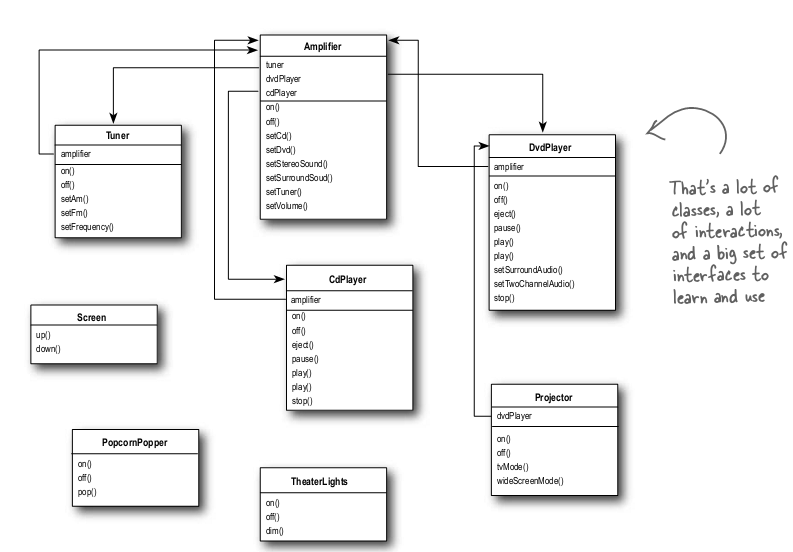 Amplifier
tuner
dvdPlayer
cdPlayer
on()
off()
setCd()
setDvd()
setStereoSound()
setSurroundSoud()
setTuner()
setVolume()
Tuner
amplifier
on()
off()
setAm()
setFm()
setFrequency()
DvdPlayer
amplifier
on()
off()
eject()
pause()
play()
play()
setSurroundAudio()
setTwoChannelAudio()
stop()
That's a lot of
classes, a lot
of interactions,
and a big set of
interfaces to
learn and use
CdPlayer
amplifier
on()
off()
eject()
pause()
play()
play()
stop()
Screen
up()
down()
Projector
dvdPlayer
on()
off()
tvMode()
wideScreenMode()
PopcornPopper
on()
off()
pop()
TheaterLights
on()
off()
dim()